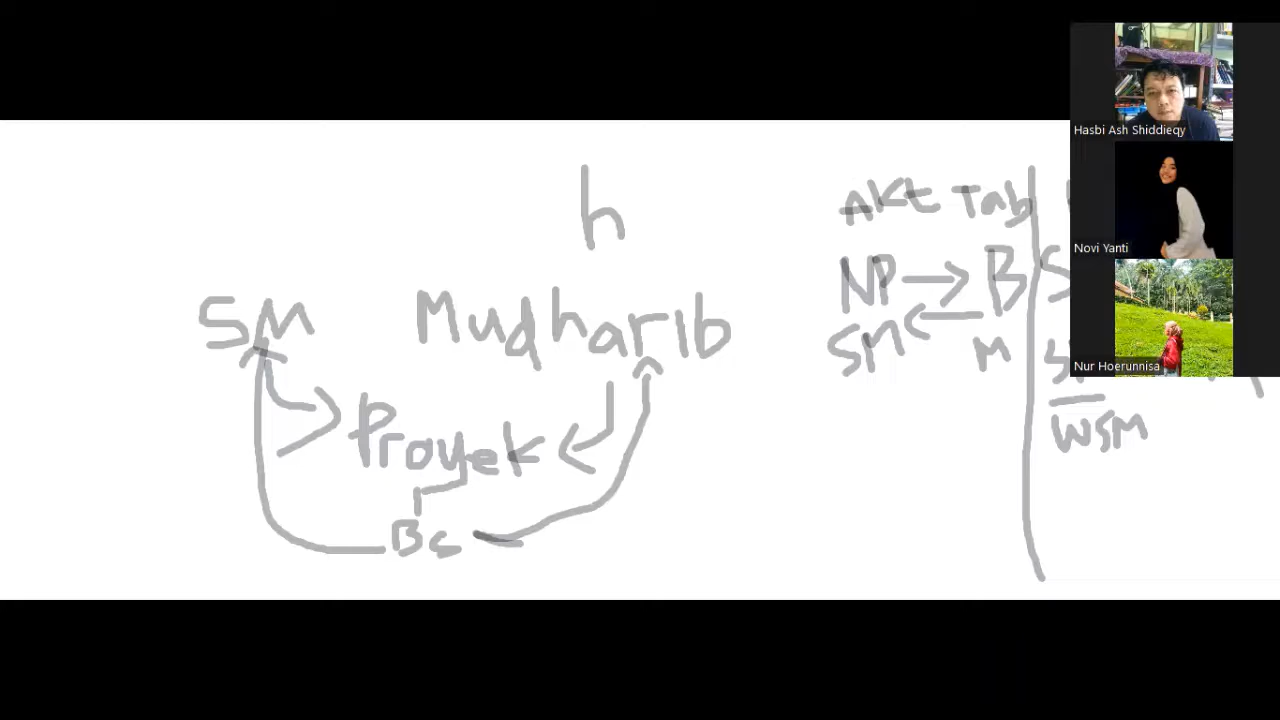 h
SM Mudharib
Proyek
Bs
Akt Tab
NP → B
SM ← M
WSM
Hasbi Ash Shiddieqy
Novi Yanti
Nur Hoerunnisa